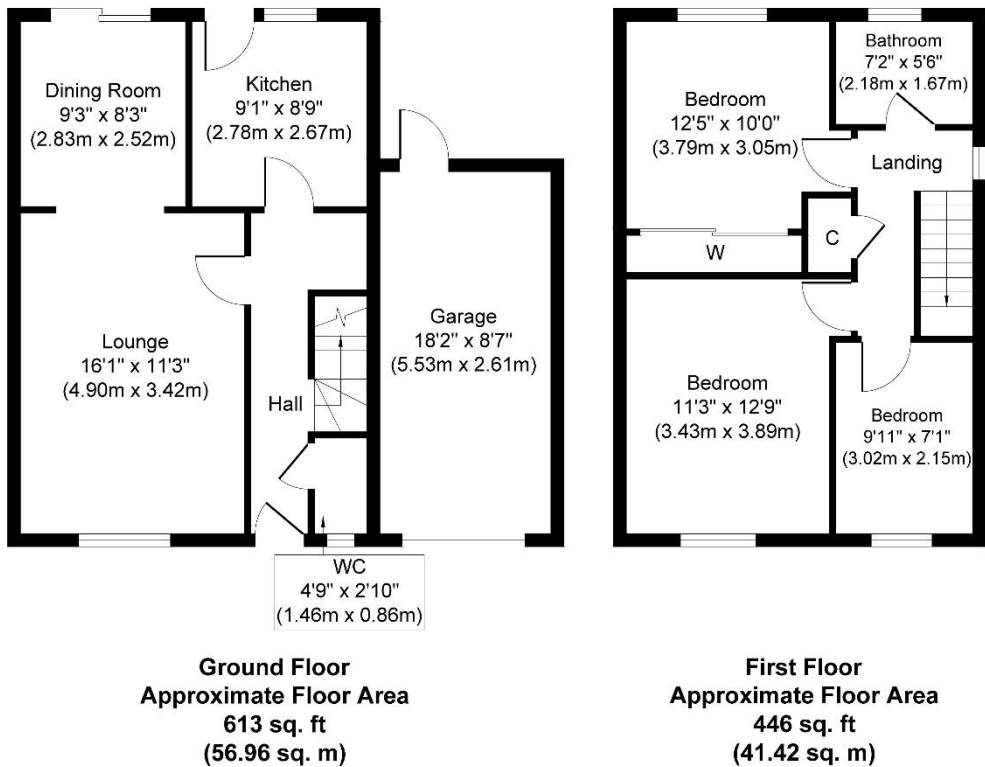 Dining Room
9'3" x 8'3"
(2.83m x 2.52m)
Kitchen
9'1" x 8'9"
(2.78m x 2.67m)
Lounge
16'1" x 11'3"
(4.90m x 3.42m)
Hall
Garage
18'2" x 8'7"
(5.53m x 2.61m)
WC
4'9" x 2'10"
(1.46m x 0.86m)
Ground Floor
Approximate Floor Area
613 sq. ft
(56.96 sq. m)
Bedroom
12'5" x 10'0"
(3.79m x 3.05m)
Bathroom
7'2" x 5'6"
(2.18m x 1.67m)
Landing
C
W
Bedroom
11'3" x 12'9"
(3.43m x 3.89m)
Bedroom
9'11" x 7'1"
(3.02m x 2.15m)
First Floor
Approximate Floor Area
446 sq. ft
(41.42 sq. m)